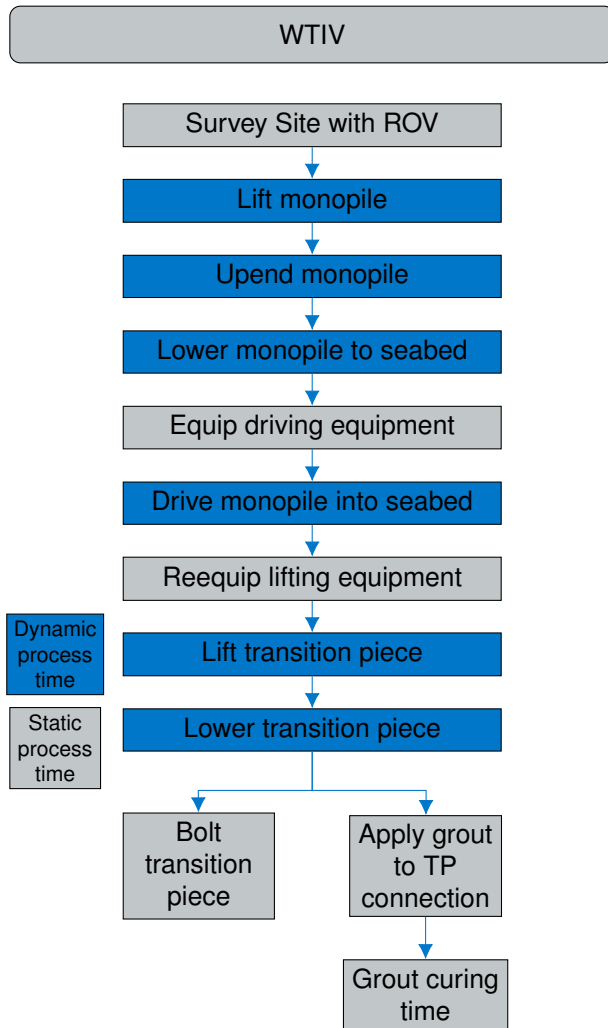 WTIV
Survey Site with ROV
Lift monopile
Upend monopile
Lower monopile to seabed
Equip driving equipment
Drive monopile into seabed
Reequip lifting equipment
Dynamic
process
time
Lift transition piece
Static
process
time
Lower transition piece
Bolt
transition
piece
Apply grout
to TP
connection
Grout curing
time